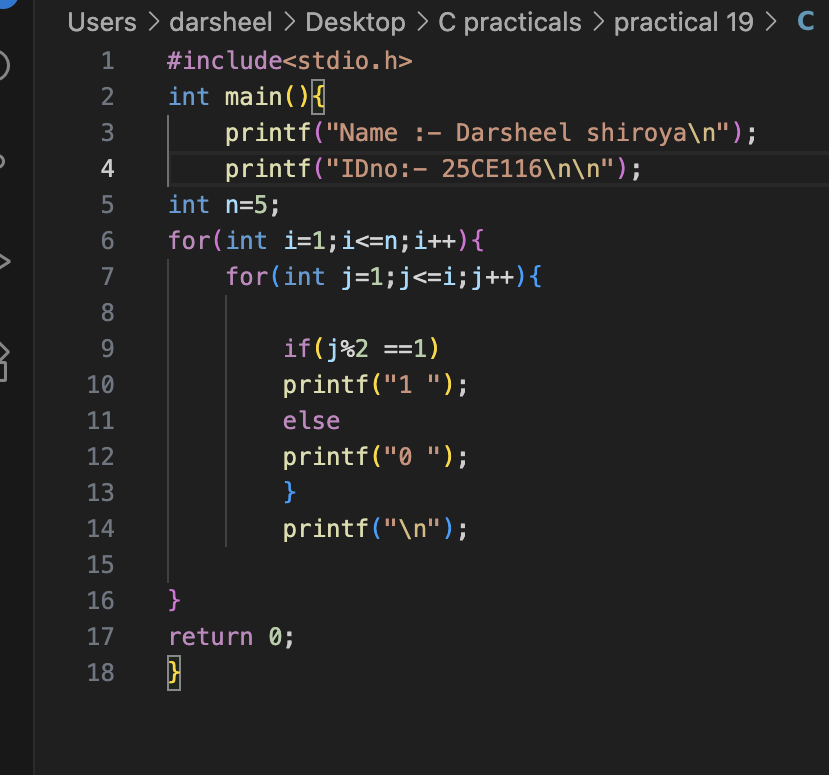 Users > darsheel > Desktop > C practicals > practical 19 > C
1 #include<stdio.h>
2 int main(){
3     printf("Name :- Darsheel shiroya\n");
4     printf("IDno:- 25CE116\n\n");
5 int n=5;
6 for(int i=1;i<=n;i++){
7     for(int j=1;j<=i;j++){
8
9         if(j%2 ==1)
10         printf("1 ");
11         else
12         printf("0 ");
13         }
14         printf("\n");
15
16 }
17 return 0;
18 }